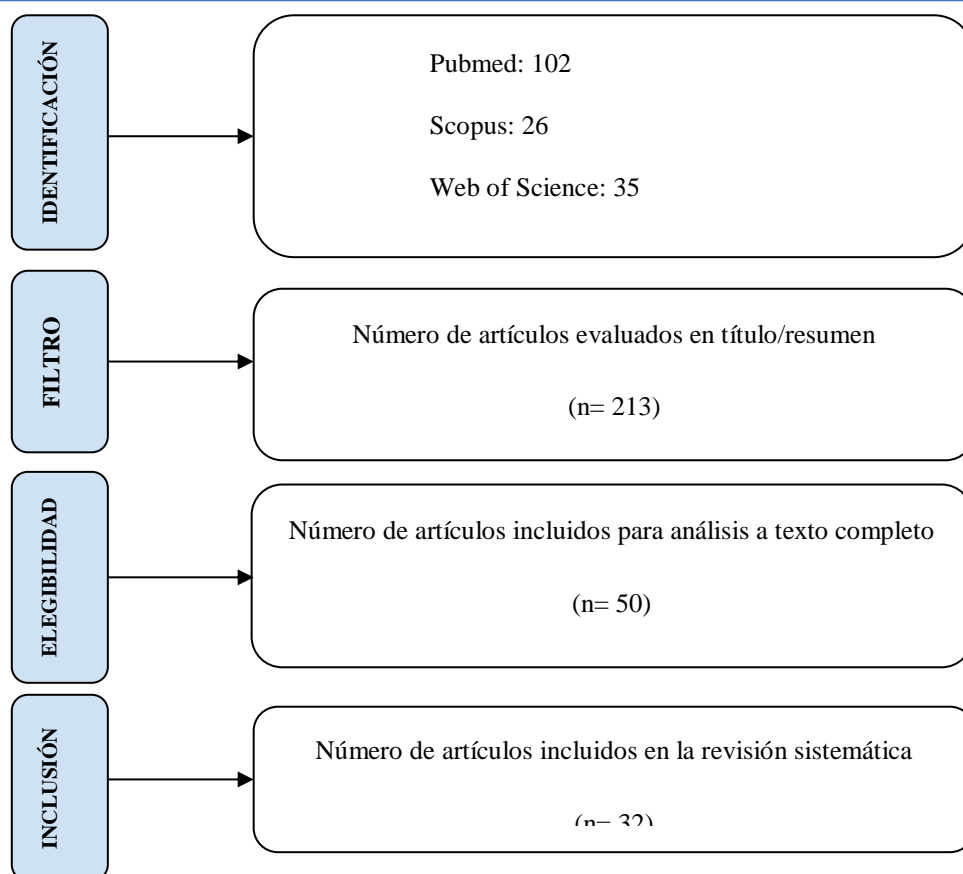 IDENTIFICACIÓN
Pubmed: 102
Scopus: 26
Web of Science: 35
FILTRO
Número de artículos evaluados en título/resumen
(n= 213)
ELEGIBILIDAD
Número de artículos incluidos para análisis a texto completo
(n= 50)
INCLUSIÓN
Número de artículos incluidos en la revisión sistemática
(n= 32)